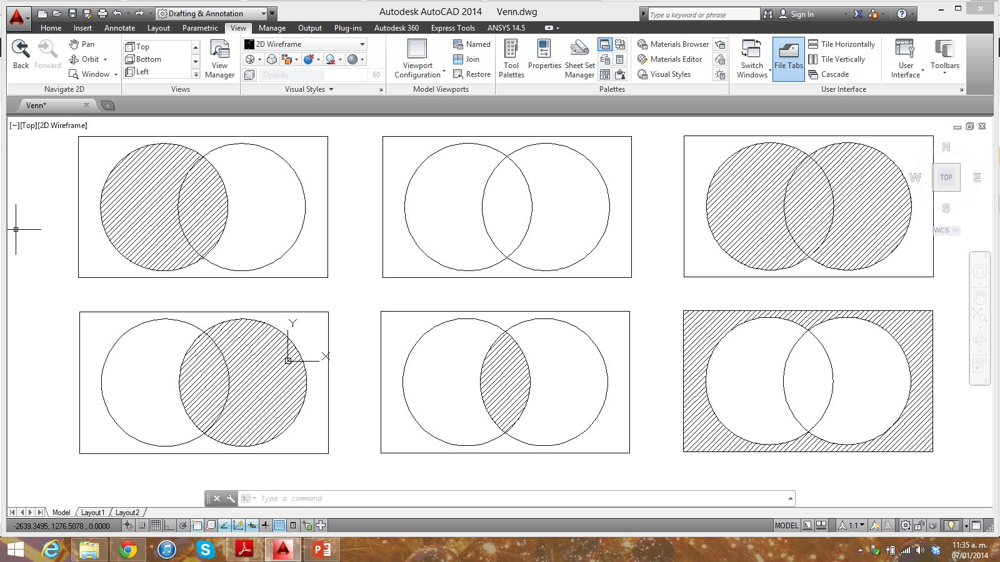 Drafting & Annotation
Autodesk AutoCAD 2014 Venn.dwg
Type a keyword or phrase
Sign In
Home Insert Annotate Layout Parametric View Manage Output Plug-ins Autodesk 360 Express Tools ANSYS 14.5
Back
Forward
Pan
Orbit
Window
Navigate 2D
Top
Bottom
Left
View
Manager
Views
2D Wireframe
Opacity 60
Visual Styles
Viewport
Configuration
Named
Join
Restore
Model Viewports
Tool
Palettes
Properties
Sheet Set
Manager
Materials Browser
Materials Editor
Visual Styles
Palettes
Switch
Windows
File Tabs
Tile Horizontally
Tile Vertically
Cascade
User
Interface
Toolbars
User Interface
Venn*
[−][Top][2D Wireframe]
N
W TOP E
S
WCS
Y
X
Type a command
Model Layout1 Layout2
-2639.3495, 1276.5078 , 0.0000
MODEL
1:1
11:35 a. m.
07/01/2014